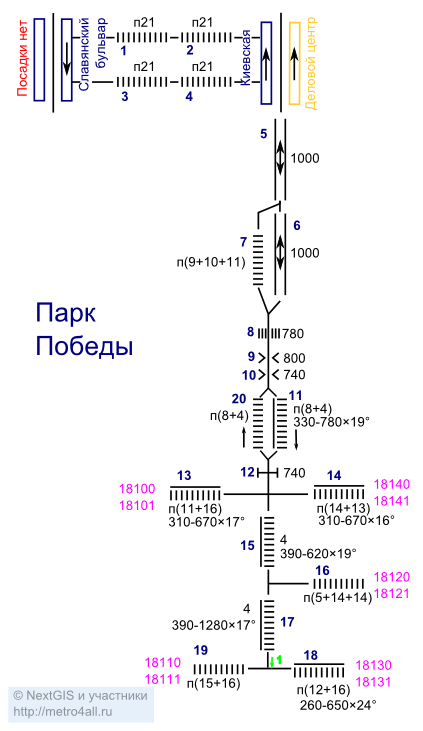 Посадки нет
Славянский
бульвар
п21
п21
1
2
п21
п21
3
4
Киевская
Деловой центр
5
1000
6
7
1000
п(9+10+11)
Парк
Победы
8
780
9
800
10
740
20
11
п(8+4)
п(8+4)
330-780×19°
12
740
13
14
18100
18101
18140
18141
п(11+16)
310-670×17°
п(14+13)
310-670×16°
15
4
390-620×19°
16
18120
18121
п(5+14+14)
4
390-1280×17°
17
19
1
18
18110
18111
18130
18131
п(15+16)
п(12+16)
260-650×24°
© NextGIS и участники
http://metro4all.ru